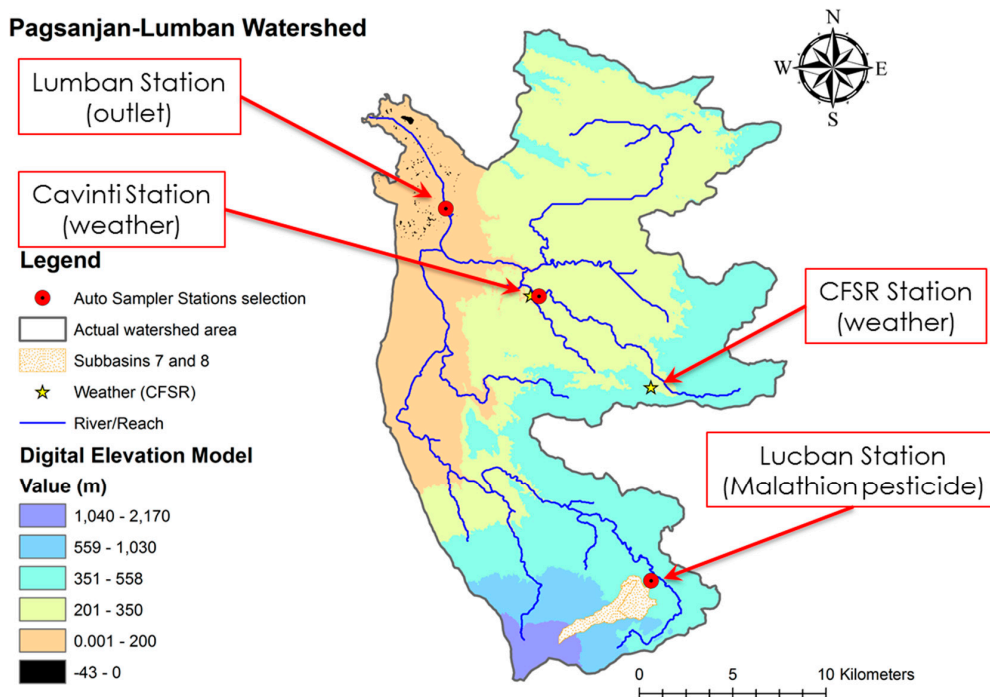 Pagsanjan-Lumban Watershed
Lumban Station
(outlet)
Cavinti Station
(weather)
Legend
Auto Sampler Stations selection
Actual watershed area
Subbasins 7 and 8
Weather (CFSR)
River/Reach
Digital Elevation Model
Value (m)
1,040 - 2,170
559 - 1,030
351 - 558
201 - 350
0.001 - 200
-43 - 0
N
W
E
S
CFSR Station
(weather)
Lucban Station
(Malathion pesticide)
0
5
10 Kilometers